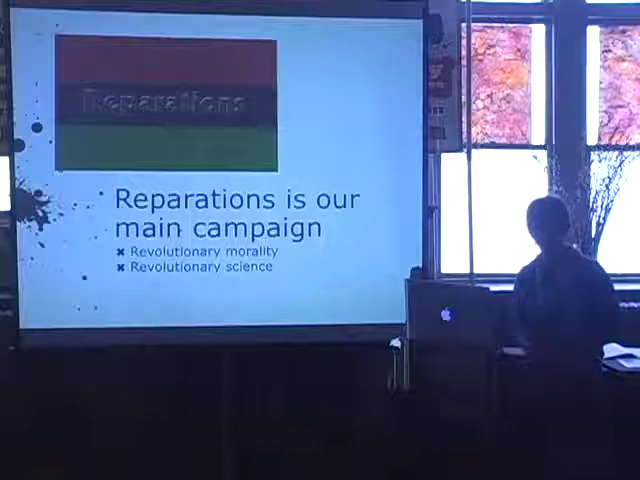 Reparations
Reparations is our
main campaign
Revolutionary morality
Revolutionary science